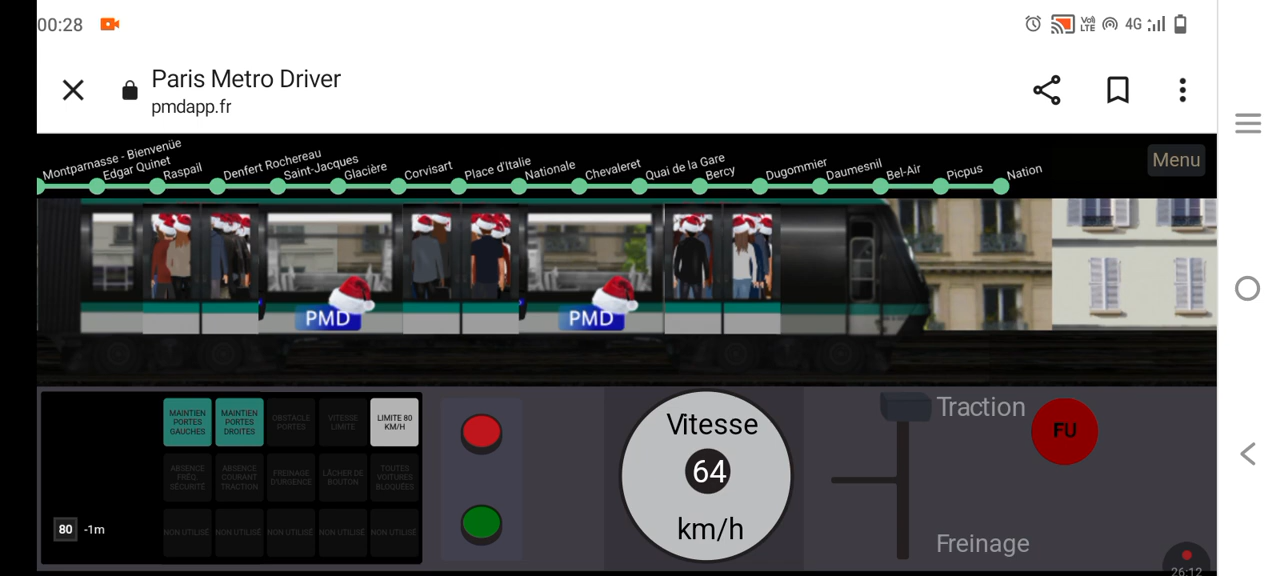 00:28
Vo)) LTE
4G
Paris Metro Driver
pmdapp.fr
Montparnasse - Bienvenüe
Edgar Quinet
Raspail
Denfert Rochereau
Saint-Jacques
Glacière
Corvisart
Place d'Italie
Nationale
Chevaleret
Quai de la Gare
Bercy
Dugommier
Daumesnil
Bel-Air
Picpus
Nation
Menu
PMD
PMD
MAINTIEN PORTES GAUCHES
MAINTIEN PORTES DROITES
OBSTACLE PORTES
VITESSE LIMITE
LIMITE 80 KM/H
ABSENCE FRÉQ. SÉCURITÉ
ABSENCE COURANT TRACTION
FREINAGE D'URGENCE
LÂCHER DE BOUTON
TOUTES VOITURES BLOQUÉES
80 -1m
NON UTILISÉ
NON UTILISÉ
NON UTILISÉ
NON UTILISÉ
NON UTILISÉ
Vitesse
64
km/h
Traction
FU
Freinage
26:12